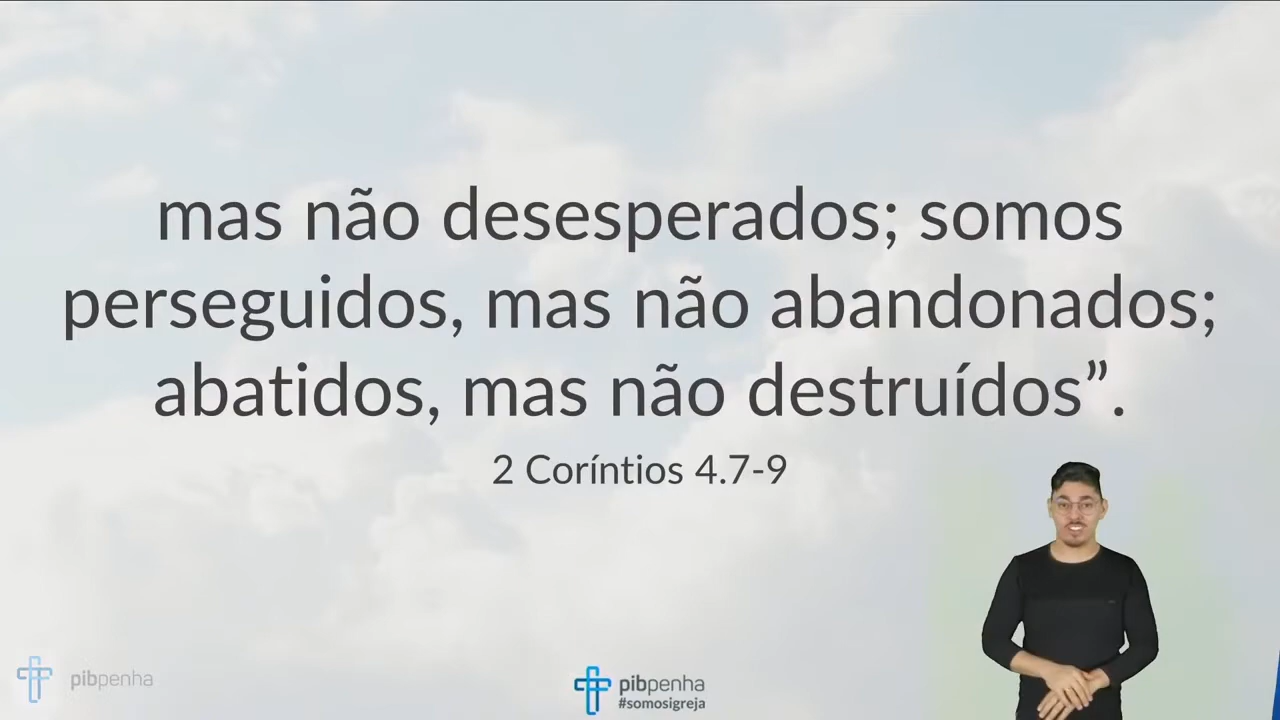 mas não desesperados; somos
perseguidos, mas não abandonados;
abatidos, mas não destruídos”.
2 Coríntios 4.7-9
pibpenha
pibpenha
#somosigreja